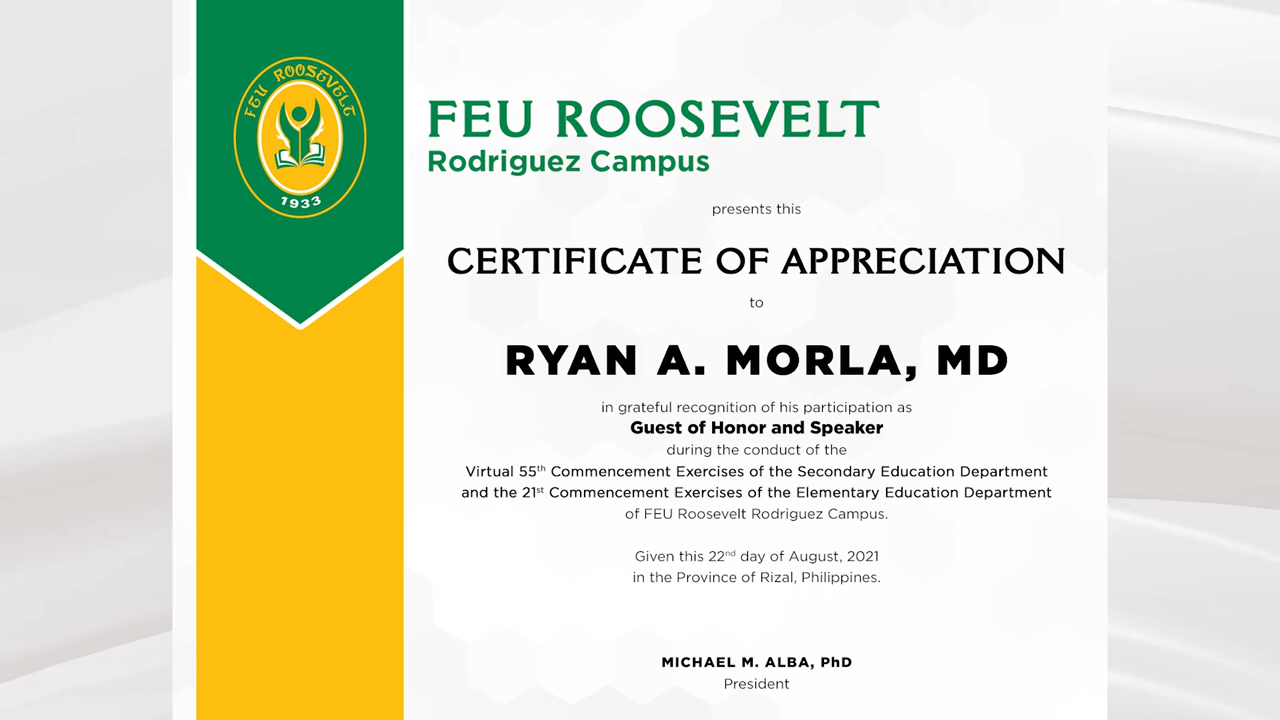 FEU ROOSEVELT
1933
FEU ROOSEVELT
Rodriguez Campus
presents this
CERTIFICATE OF APPRECIATION
to
RYAN A. MORLA, MD
in grateful recognition of his participation as
Guest of Honor and Speaker
during the conduct of the
Virtual 55th Commencement Exercises of the Secondary Education Department
and the 21st Commencement Exercises of the Elementary Education Department
of FEU Roosevelt Rodriguez Campus.
Given this 22nd day of August, 2021
in the Province of Rizal, Philippines.
MICHAEL M. ALBA, PhD
President